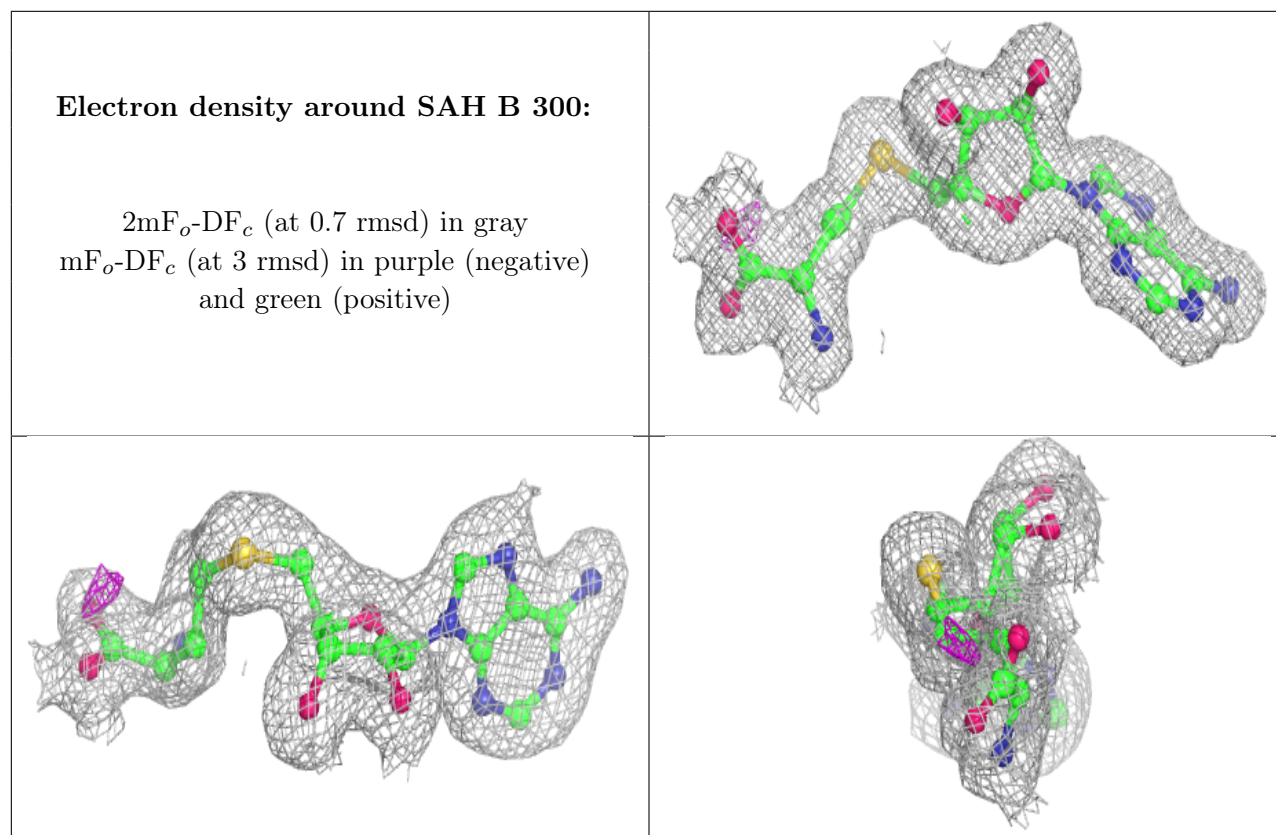 Electron density around SAH B 300:
2mFo-DFc (at 0.7 rmsd) in gray
mFo-DFc (at 3 rmsd) in purple (negative)
and green (positive)